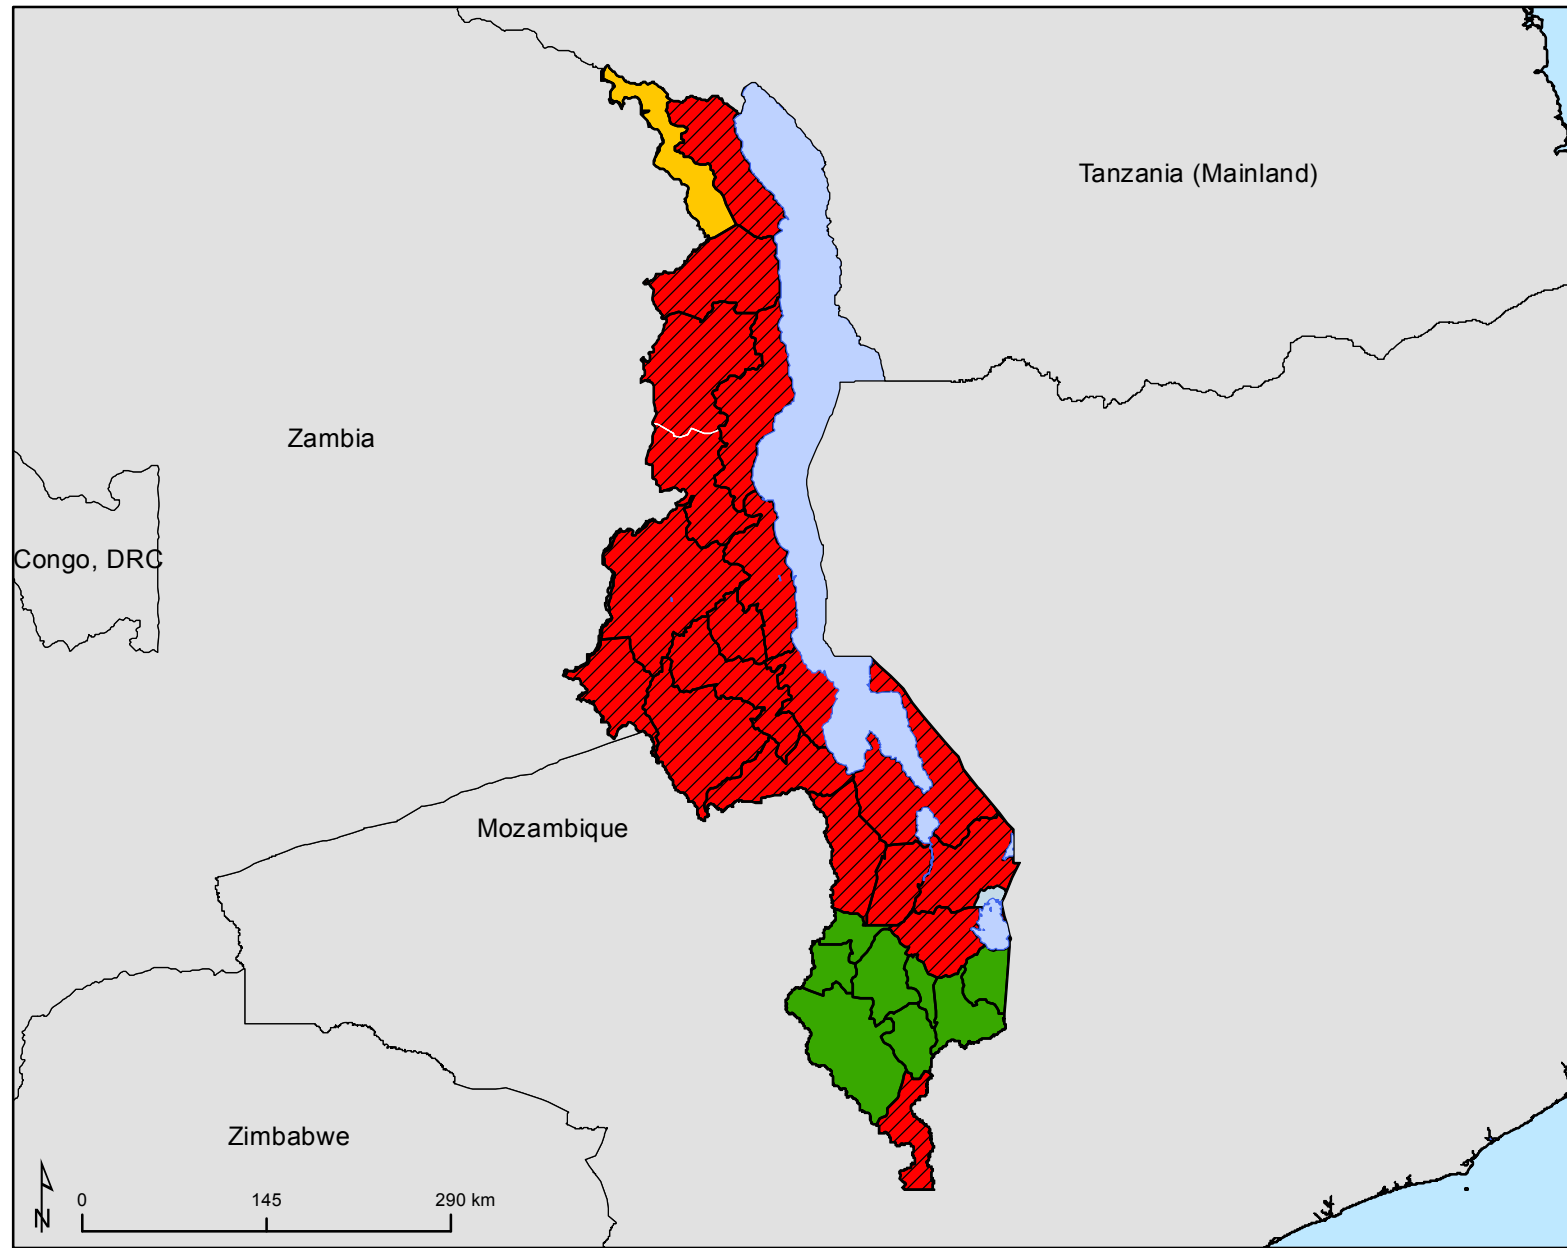 Tanzania (Mainland)
Zambia
Congo, DRC
Mozambique
Zimbabwe
N
0 145 290 km